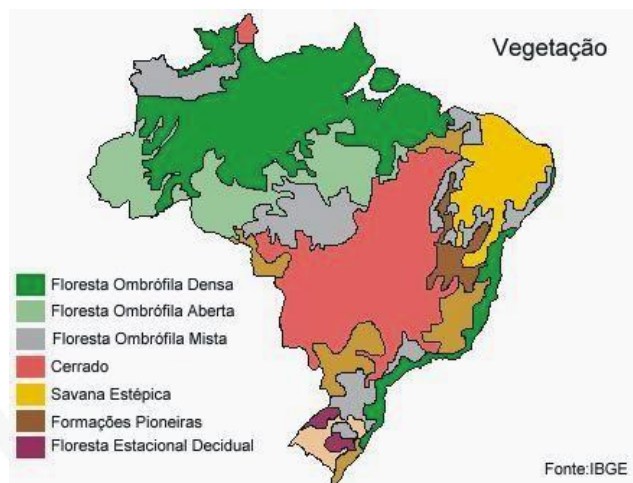 Vegetação
Floresta Ombrófila Densa
Floresta Ombrófila Aberta
Floresta Ombrófila Mista
Cerrado
Savana Estépica
Formações Pioneiras
Floresta Estacional Decidual
Fonte:IBGE